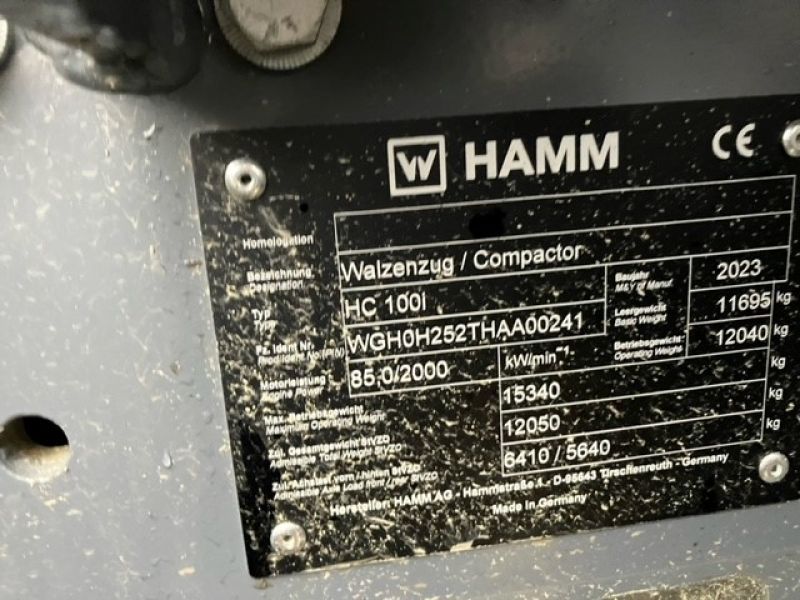 W HAMM CE
Homologation
Bezeichnung Walzenzug / Compactor
Designation
Typ HC 100i Baujahr 2023
Type M&Y of Manuf.
Fz. Ident Nr. WGH0H252THAA00241 Leergewicht 11695 kg
Prod Ident No Basic Weight
Motorleistung 85,0/2000 kW/min⁻¹ Betriebsgewicht 12040 kg
Engine Power Operating Weight
Max. Betriebsgewicht 15340 kg
Maximum Operating Weight
Zul. Gesamtgewicht StVZO 12050 kg
Admissible Total Weight StVZO
Zul. Achslast vorn / hinten StVZO 6410 / 5640 kg
Admissible Axle Load front / rear StVZO
Hersteller: HAMM AG - Hammstraße 1 - D-95643 Tirschenreuth - Germany
Made in Germany